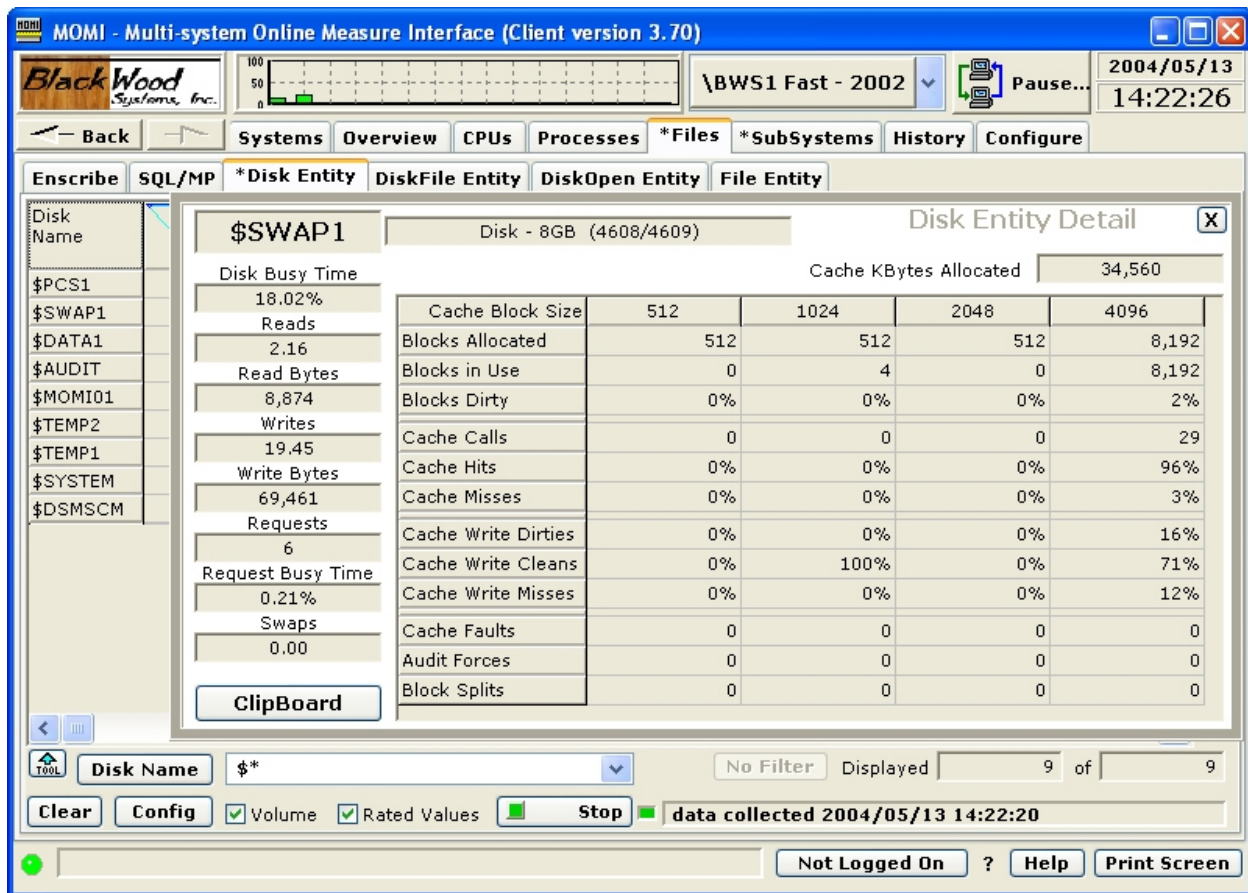 MOMI
MOMI - Multi-system Online Measure Interface (Client version 3.70)
BlackWood
Systems, Inc.
100
50
0
\BWS1 Fast - 2002
Pause...
2004/05/13
14:22:26
Back
Systems Overview CPUs Processes *Files *SubSystems History Configure
Enscribe SQL/MP *Disk Entity DiskFile Entity DiskOpen Entity File Entity
Disk
Name
$PCS1
$SWAP1
$DATA1
$AUDIT
$MOMI01
$TEMP2
$TEMP1
$SYSTEM
$DSMSCM
$SWAP1
Disk - 8GB (4608/4609)
Disk Entity Detail
X
Disk Busy Time
18.02%
Reads
2.16
Read Bytes
8,874
Writes
19.45
Write Bytes
69,461
Requests
6
Request Busy Time
0.21%
Swaps
0.00
ClipBoard
Cache KBytes Allocated 34,560
Cache Block Size 512 1024 2048 4096
Blocks Allocated 512 512 512 8,192
Blocks in Use 0 4 0 8,192
Blocks Dirty 0% 0% 0% 2%
Cache Calls 0 0 0 29
Cache Hits 0% 0% 0% 96%
Cache Misses 0% 0% 0% 3%
Cache Write Dirties 0% 0% 0% 16%
Cache Write Cleans 0% 100% 0% 71%
Cache Write Misses 0% 0% 0% 12%
Cache Faults 0 0 0 0
Audit Forces 0 0 0 0
Block Splits 0 0 0 0
TOOL
Disk Name
$*
No Filter
Displayed 9 of 9
Clear
Config
Volume
Rated Values
Stop
data collected 2004/05/13 14:22:20
Not Logged On
?
Help
Print Screen